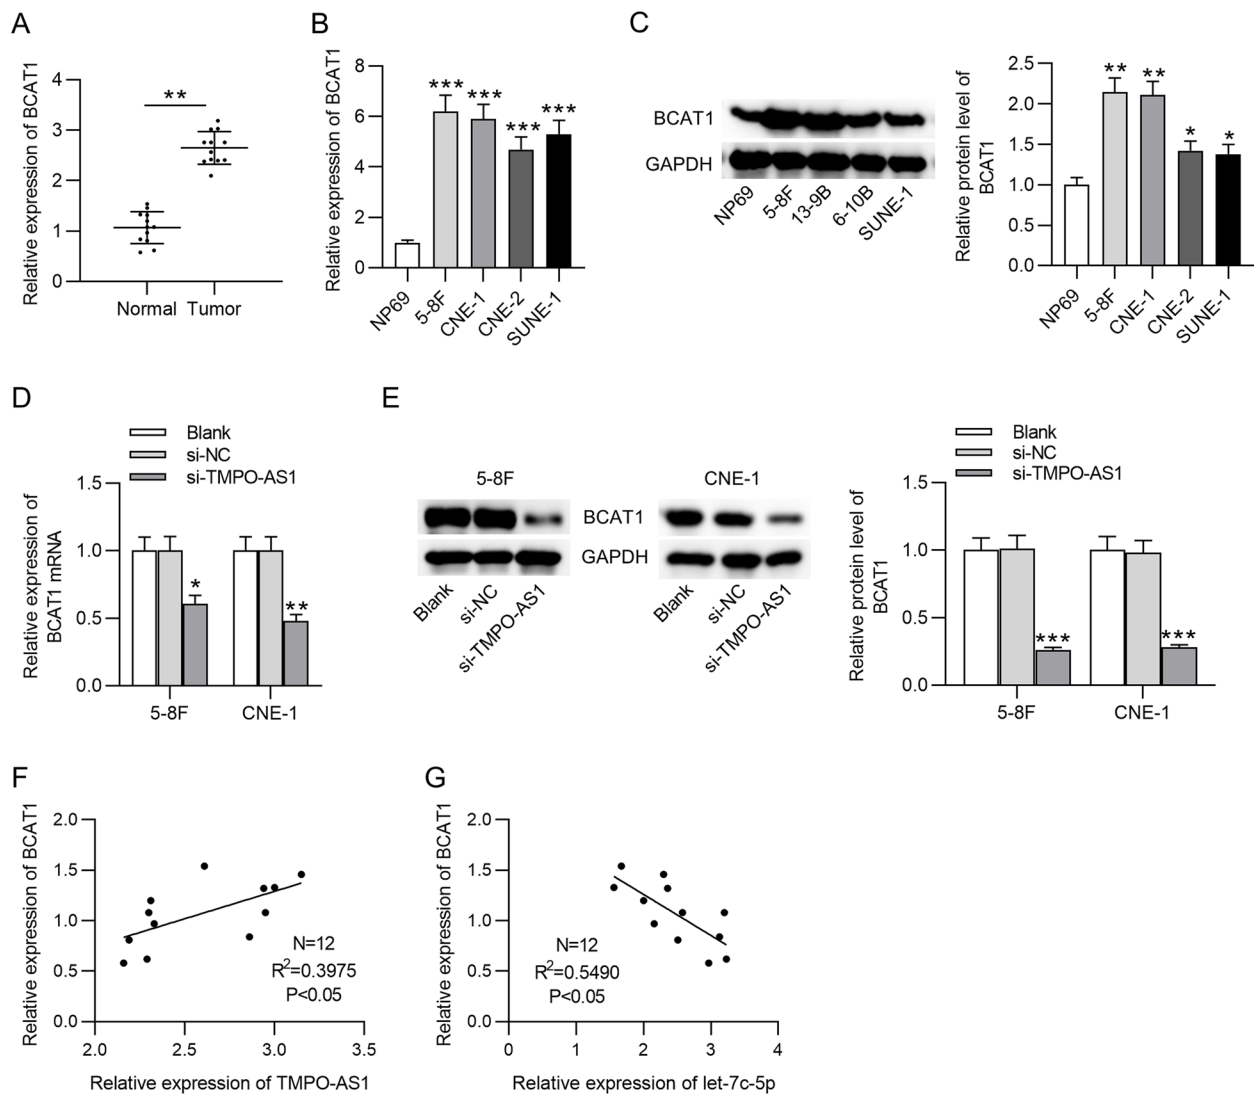 A
Relative expression of BCAT1
4
3
2
1
0
**
Normal Tumor
B
Relative expression of BCAT1
8
6
4
2
0
***
***
***
***
NP69
5-8F
CNE-1
CNE-2
SUNE-1
C
BCAT1
GAPDH
NP69
5-8F
13-9B
6-10B
SUNE-1
Relative protein level of
BCAT1
2.5
2.0
1.5
1.0
0.5
0.0
**
**
*
*
NP69
5-8F
CNE-1
CNE-2
SUNE-1
D
Blank
si-NC
si-TMPO-AS1
Relative expression of
BCAT1 mRNA
1.5
1.0
0.5
0.0
*
**
5-8F
CNE-1
E
5-8F
CNE-1
BCAT1
GAPDH
Blank
si-NC
si-TMPO-AS1
Blank
si-NC
si-TMPO-AS1
Blank
si-NC
si-TMPO-AS1
Relative protein level of
BCAT1
1.5
1.0
0.5
0.0
***
***
5-8F
CNE-1
F
Relative expression of BCAT1
2.0
1.5
1.0
0.5
0.0
N=12
R2=0.3975
P<0.05
2.0
2.5
3.0
3.5
Relative expression of TMPO-AS1
G
Relative expression of BCAT1
2.0
1.5
1.0
0.5
0.0
N=12
R2=0.5490
P<0.05
0
1
2
3
4
Relative expression of let-7c-5p